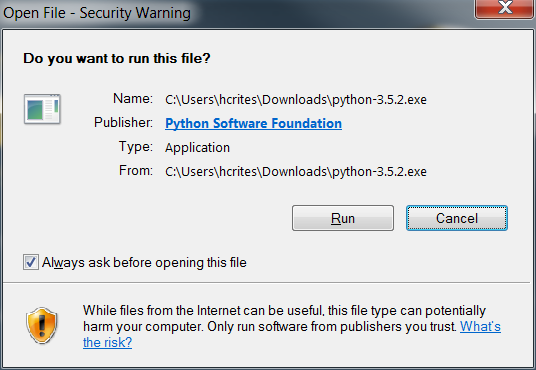 Open File - Security Warning
Do you want to run this file?
Name: C:\Users\hcrites\Downloads\python-3.5.2.exe
Publisher: Python Software Foundation
Type: Application
From: C:\Users\hcrites\Downloads\python-3.5.2.exe
Run Cancel
Always ask before opening this file
While files from the Internet can be useful, this file type can potentially
harm your computer. Only run software from publishers you trust. What's
the risk?